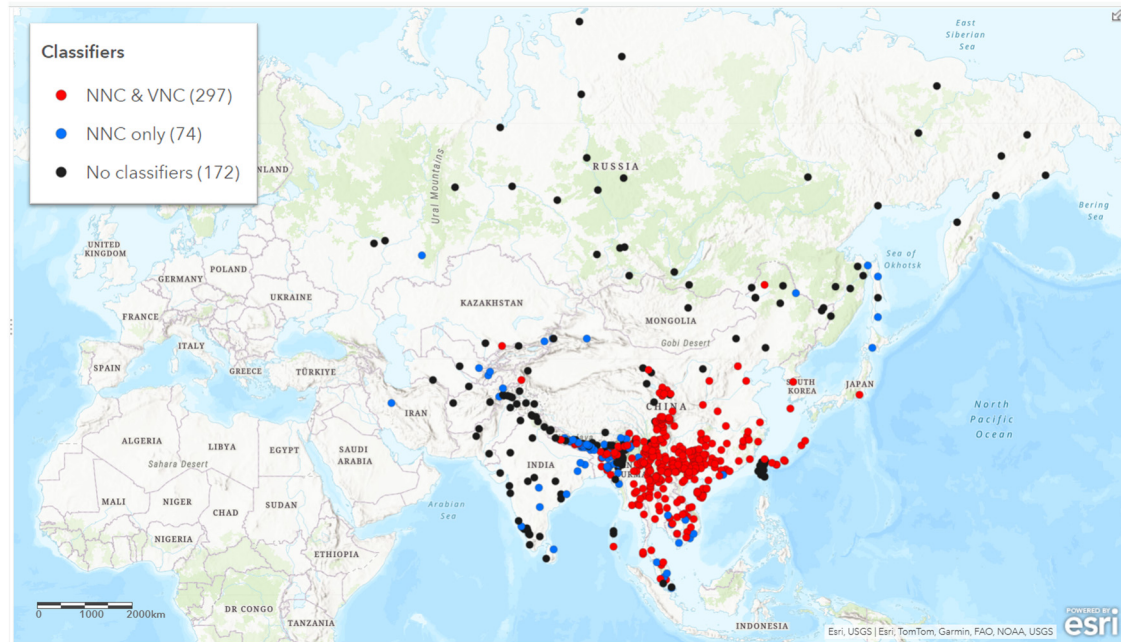 Classifiers
NNC & VNC (297)
NNC only (74)
No classifiers (172)
East
Siberian
Sea
NLAND
Ural Mountains
RUSSIA
Bering
Sea
UNITED
KINGDOM
POLAND
GERMANY
Sea of
Okhotsk
UKRAINE
KAZAKHSTAN
FRANCE
MONGOLIA
ITALY
Gobi Desert
SPAIN
GREECE
TÜRKIYE
SOUTH
KOREA
JAPAN
IRAN
CHINA
North
Pacific
Ocean
ALGERIA
LIBYA
EGYPT
SAUDI
ARABIA
Sahara Desert
INDIA
MALI
NIGER
SUDAN
Arabian
Sea
CHAD
NIGERIA
ETHIOPIA
DR CONGO
TANZANIA
INDONESIA
0 1000 2000km
POWERED BY
esri
Esri, USGS | Esri, TomTom, Garmin, FAO, NOAA, USGS